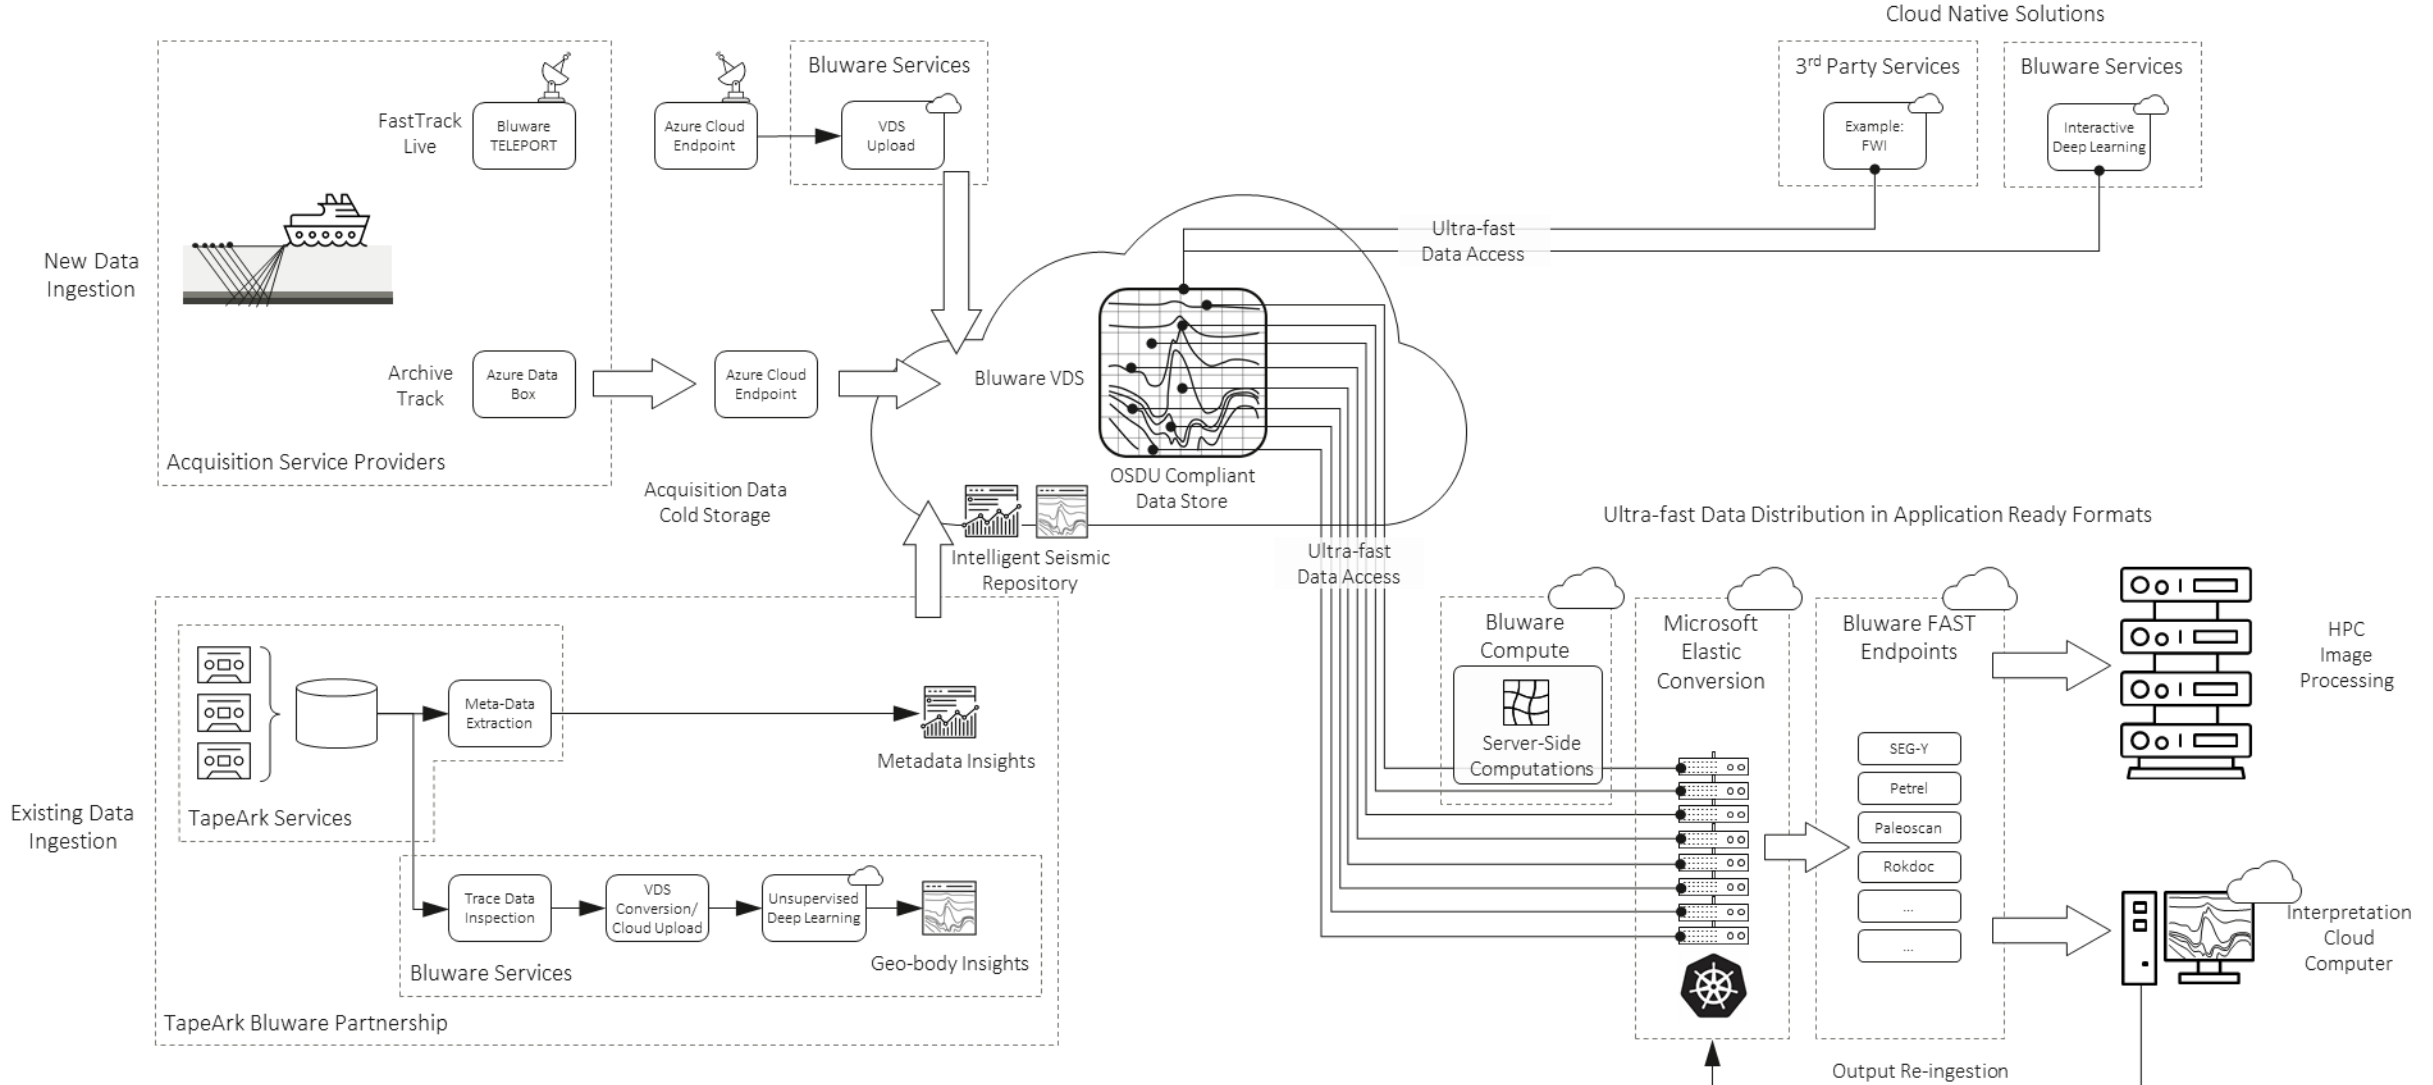 Cloud Native Solutions
Bluware Services
3rd Party Services
Bluware Services
FastTrack
Live
Bluware
TELEPORT
Azure Cloud
Endpoint
VDS
Upload
Example:
FWI
Interactive
Deep Learning
New Data
Ingestion
Ultra-fast
Data Access
Archive
Track
Azure Data
Box
Azure Cloud
Endpoint
Bluware VDS
Acquisition Service Providers
Acquisition Data
Cold Storage
OSDU Compliant
Data Store
Intelligent Seismic
Repository
Ultra-fast
Data Access
Ultra-fast Data Distribution in Application Ready Formats
Bluware
Compute
Microsoft
Elastic
Conversion
Bluware FAST
Endpoints
HPC
Image
Processing
Server-Side
Computations
SEG-Y
Petrel
Paleoscan
Rokdoc
...
...
Existing Data
Ingestion
Meta-Data
Extraction
Metadata Insights
TapeArk Services
Trace Data
Inspection
VDS
Conversion/
Cloud Upload
Unsupervised
Deep Learning
Geo-body Insights
Bluware Services
TapeArk Bluware Partnership
Interpretation
Cloud
Computer
Output Re-ingestion